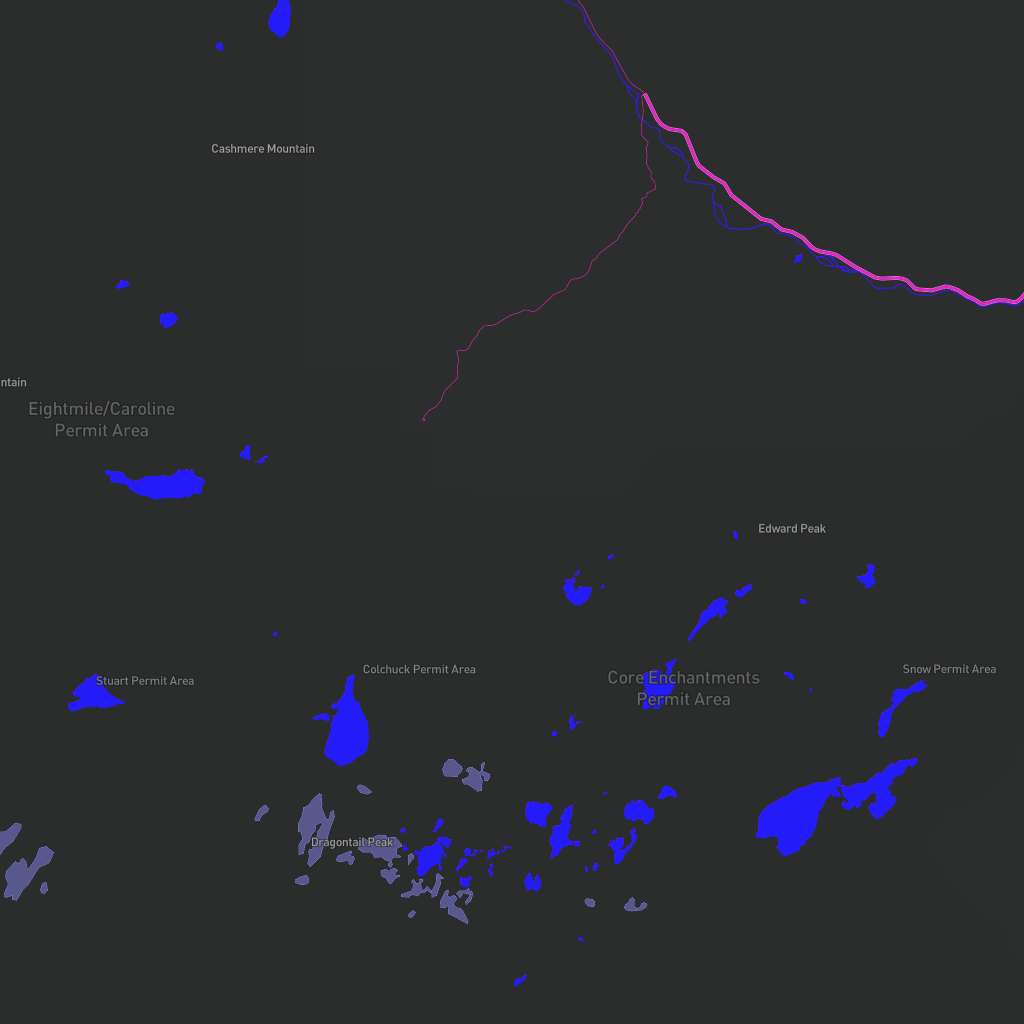 Cashmere Mountain
ntain
Eightmile/Caroline
Permit Area
Edward Peak
Colchuck Permit Area
Snow Permit Area
Stuart Permit Area
Core Enchantments
Permit Area
Dragontail Peak